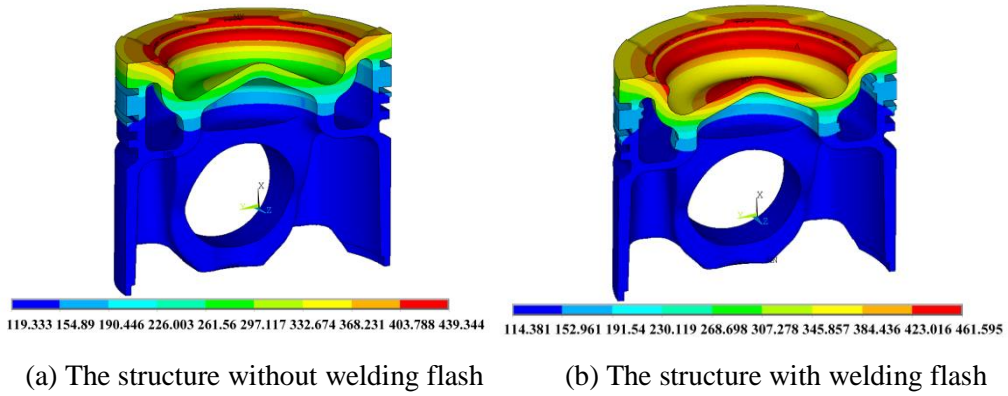 X
Y
Z
X
Y
Z
119.333 154.89 190.446 226.003 261.56 297.117 332.674 368.231 403.788 439.344
114.381 152.961 191.54 230.119 268.698 307.278 345.857 384.436 423.016 461.595
(a) The structure without welding flash
(b) The structure with welding flash